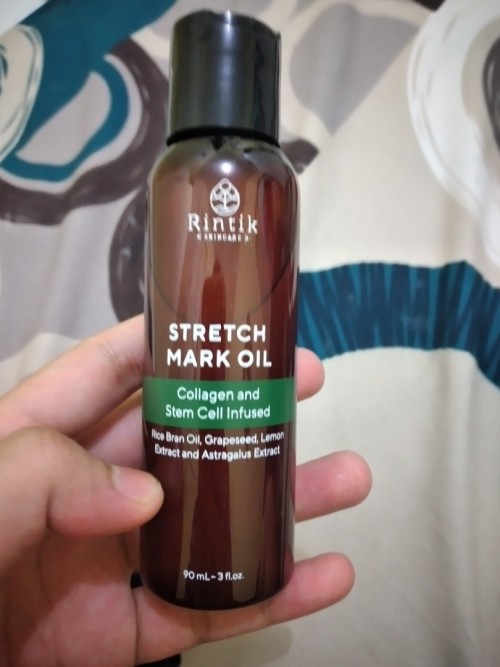 Rintik
SKINCARE
STRETCH
MARK OIL
Collagen and
Stem Cell Infused
Rice Bran Oil, Grapeseed, Lemon
Extract and Astragalus Extract
90 mL - 3 fl.oz.